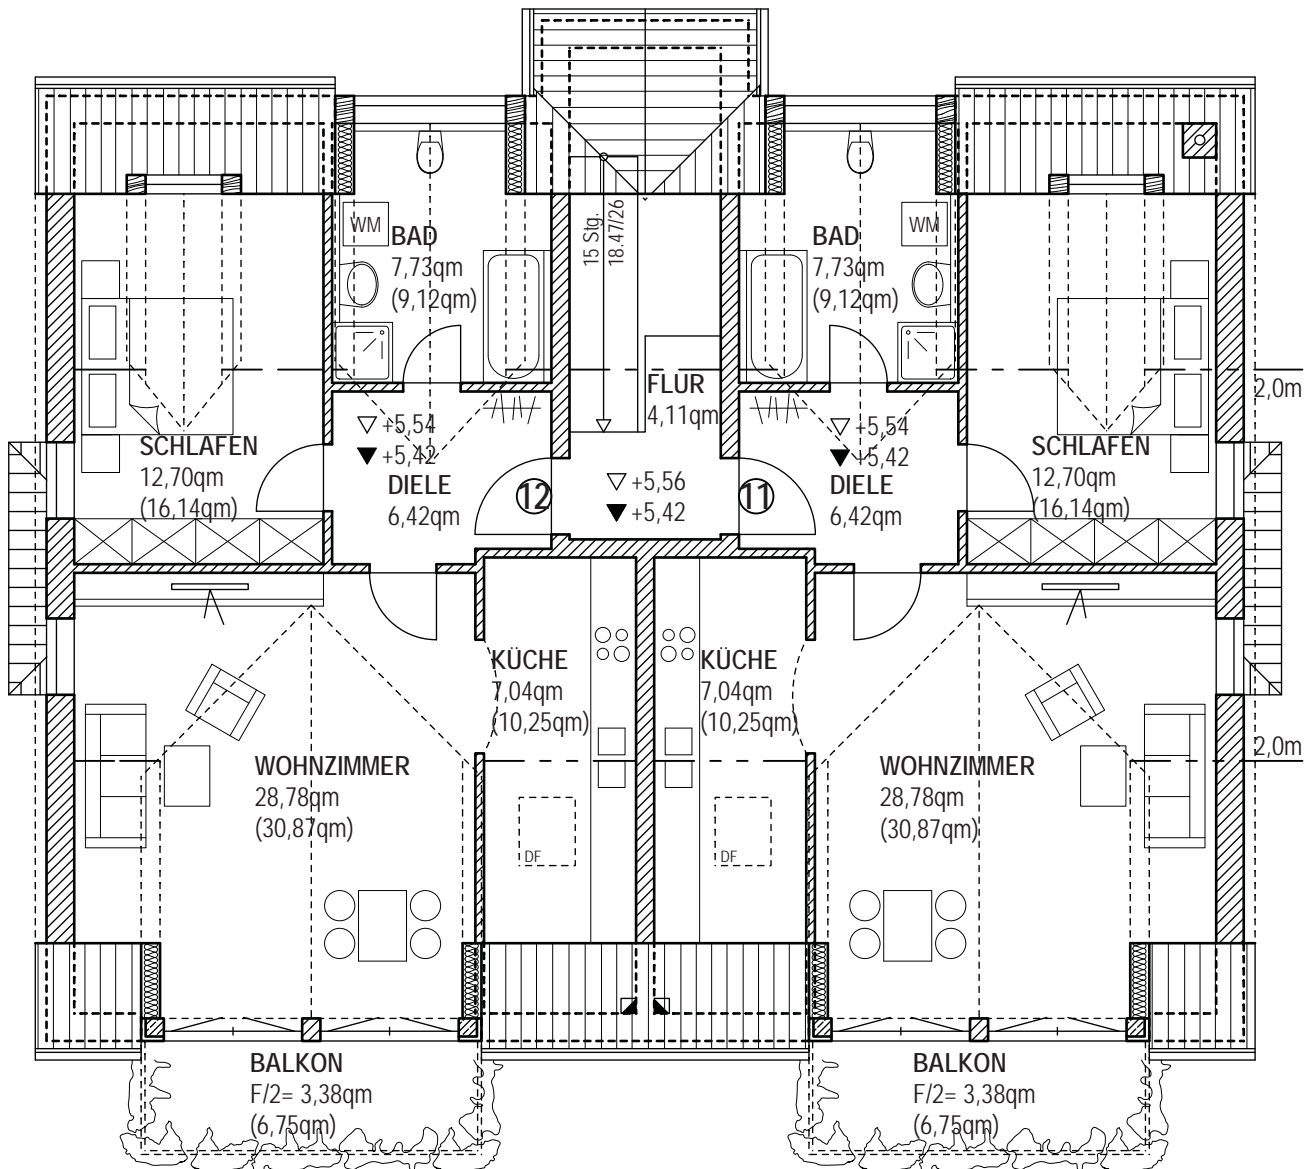 15 Stg.
18.47/26
WM
BAD
7,73qm
(9,12qm)
BAD
7,73qm
(9,12qm)
WM
FLUR
4,11qm
2,0m
+5,54
+5,42
+5,54
+5,42
SCHLAFEN
12,70qm
(16,14qm)
DIELE
6,42qm
12
+5,56
+5,42
11
DIELE
6,42qm
SCHLAFEN
12,70qm
(16,14qm)
KÜCHE
7,04qm
(10,25qm)
KÜCHE
7,04qm
(10,25qm)
2,0m
WOHNZIMMER
28,78qm
(30,87qm)
WOHNZIMMER
28,78qm
(30,87qm)
DF
DF
BALKON
F/2= 3,38qm
(6,75qm)
BALKON
F/2= 3,38qm
(6,75qm)